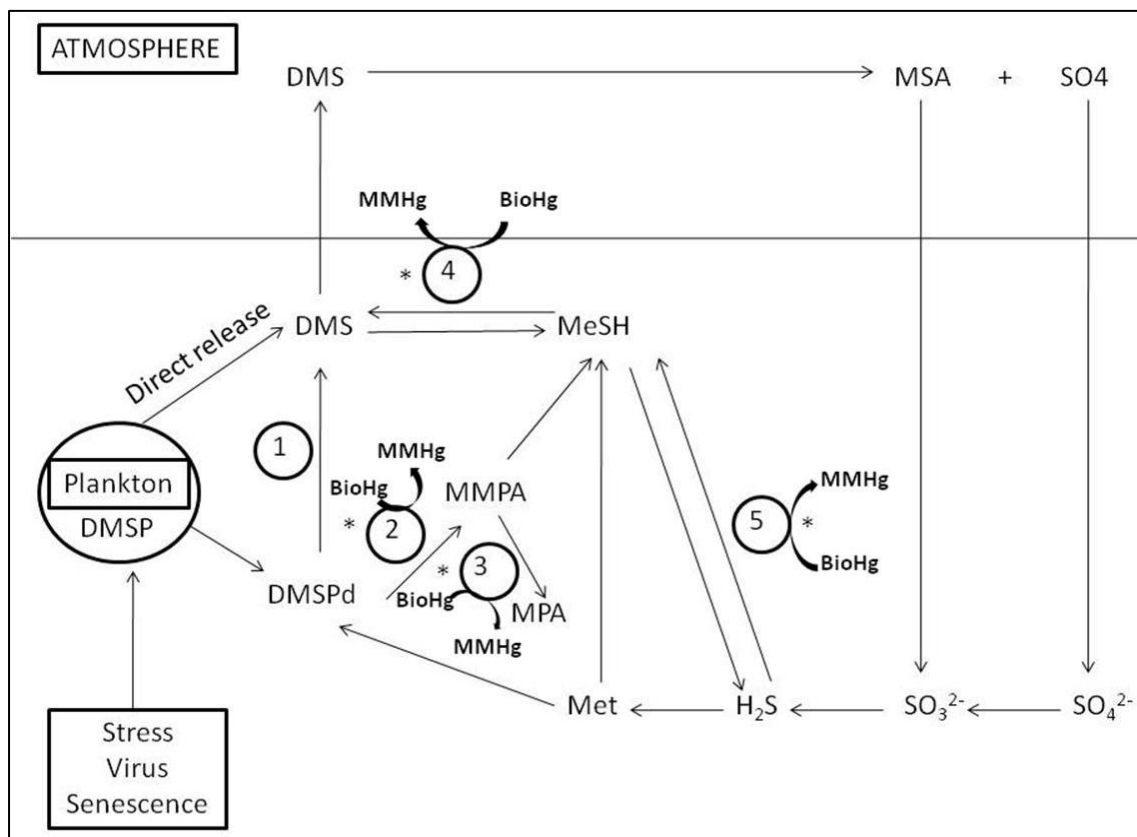 ATMOSPHERE
DMS
MSA + SO4
MMHg
BioHg
* 4
Direct release
DMS
MeSH
1
Plankton
DMSP
MMHg
BioHg
* 2
MMPA
MMHg
5 *
BioHg
* 3
DMSPd
BioHg
MPA
MMHg
Met
H₂S
SO₃²⁻
SO₄²⁻
Stress
Virus
Senescence